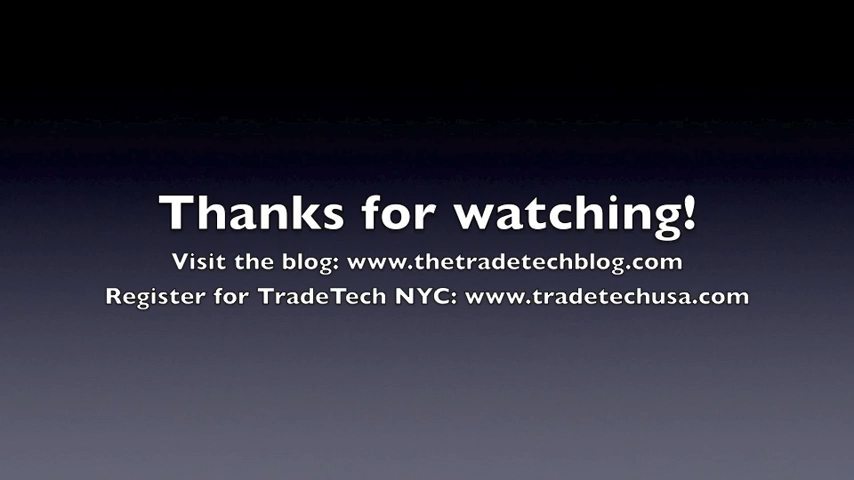 Thanks for watching!
Visit the blog: www.thetradetechblog.com
Register for TradeTech NYC: www.tradetechusa.com